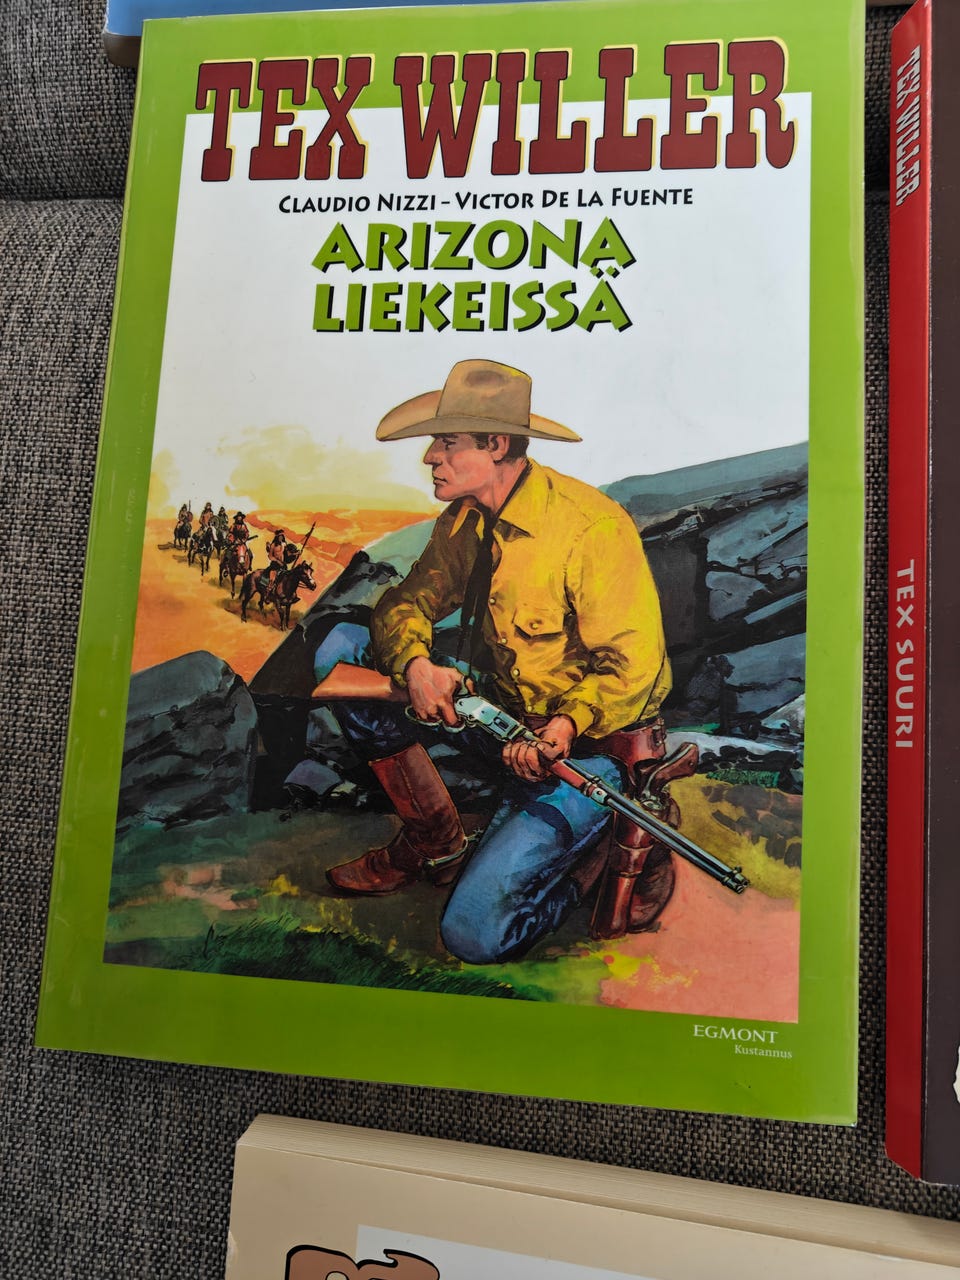 TEX WILLER
CLAUDIO NIZZI – VICTOR DE LA FUENTE
ARIZONA
LIEKEISSÄ
EGMONT
Kustannus
TEX WILLER
TEX SUURI